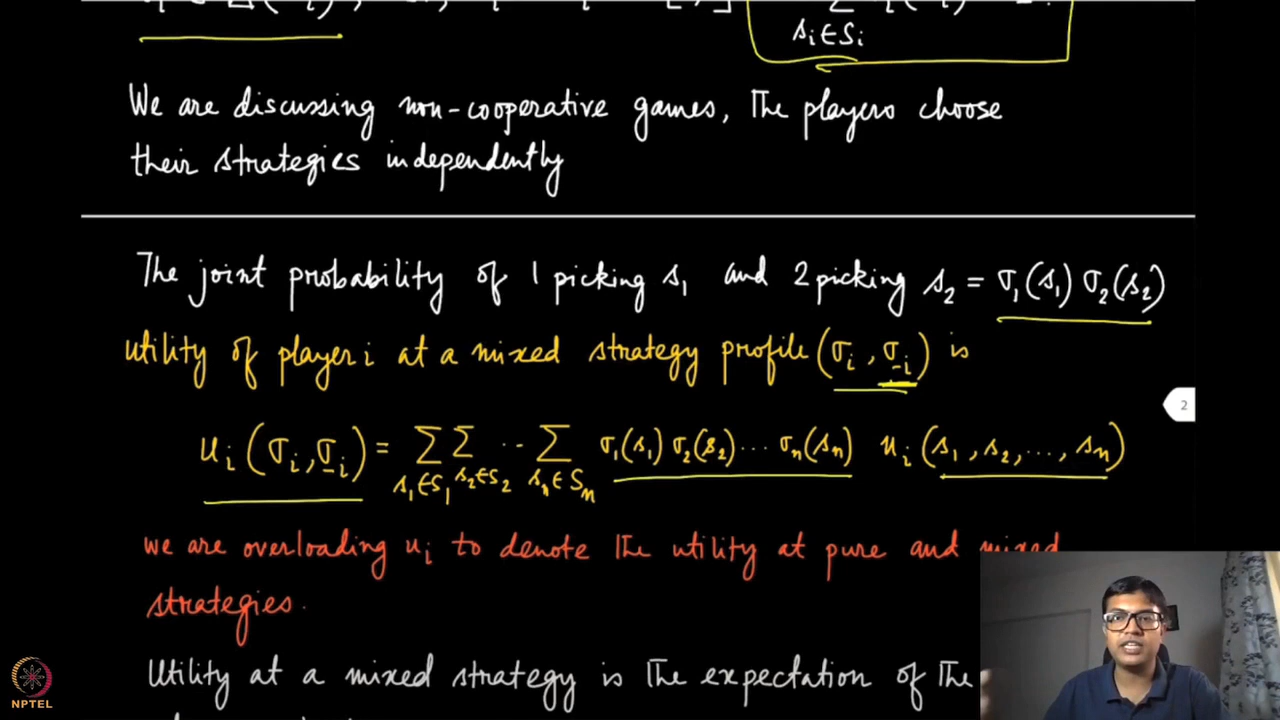 si∈Si
We are discussing non-cooperative games, The players choose
their strategies independently
The joint probability of 1 picking s1 and 2 picking s2 = σ1(s1) σ2(s2)
utility of player i at a mixed strategy profile (σi, σ-i) is
ui(σi, σ-i) = Σ s1∈S1 Σ s2∈S2 ... Σ sn∈Sn σ1(s1) σ2(s2) ... σn(sn) ui(s1, s2, ..., sn)
2
we are overloading ui to denote the utility at pure and mixed
strategies.
Utility at a mixed strategy is the expectation of the
NPTEL